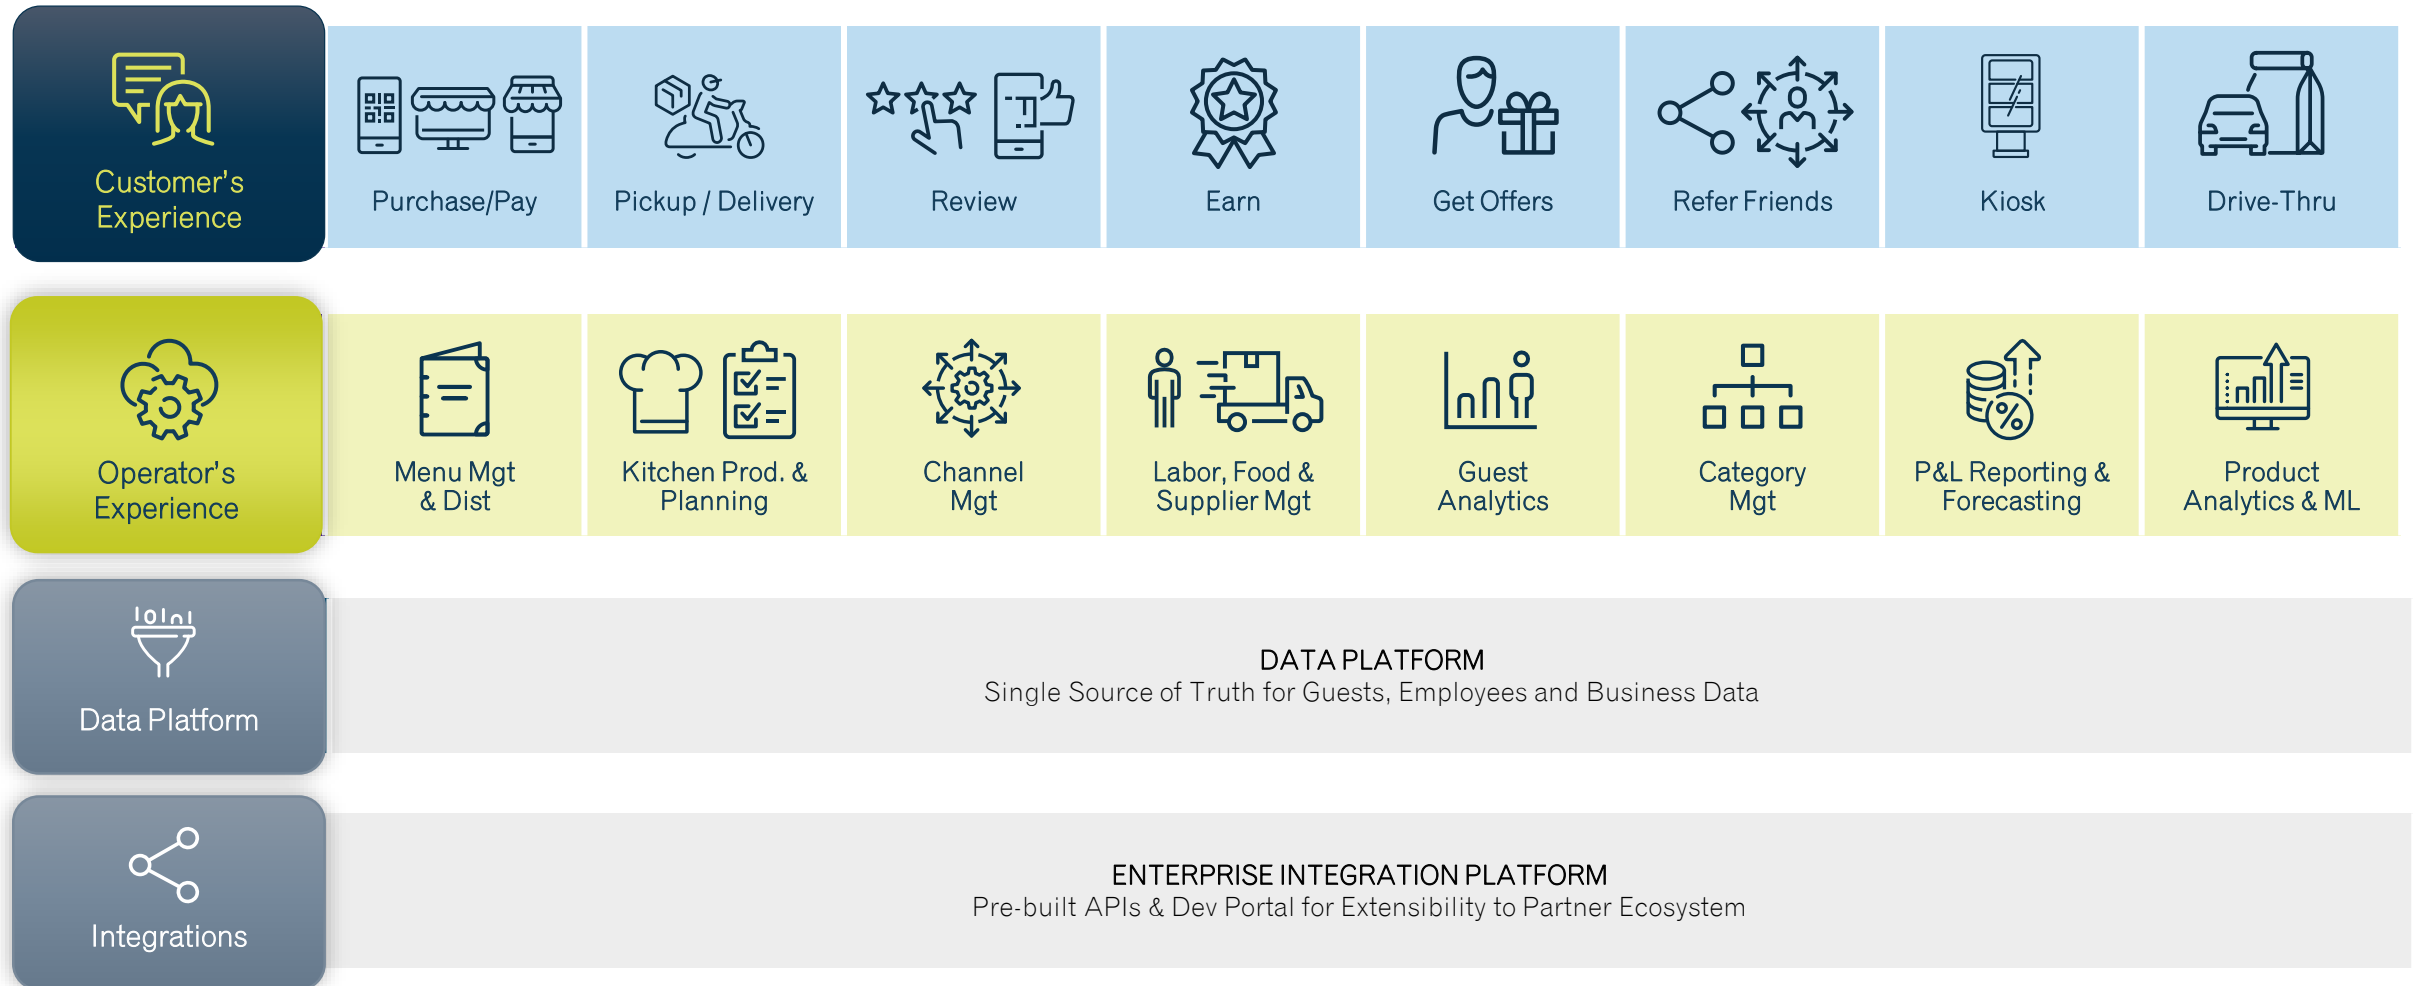 Customer's
Experience
Purchase/Pay
Pickup / Delivery
Review
Earn
Get Offers
Refer Friends
Kiosk
Drive-Thru
Operator's
Experience
Menu Mgt
& Dist
Kitchen Prod. &
Planning
Channel
Mgt
Labor, Food &
Supplier Mgt
Guest
Analytics
Category
Mgt
P&L Reporting &
Forecasting
Product
Analytics & ML
Data Platform
DATA PLATFORM
Single Source of Truth for Guests, Employees and Business Data
Integrations
ENTERPRISE INTEGRATION PLATFORM
Pre-built APIs & Dev Portal for Extensibility to Partner Ecosystem